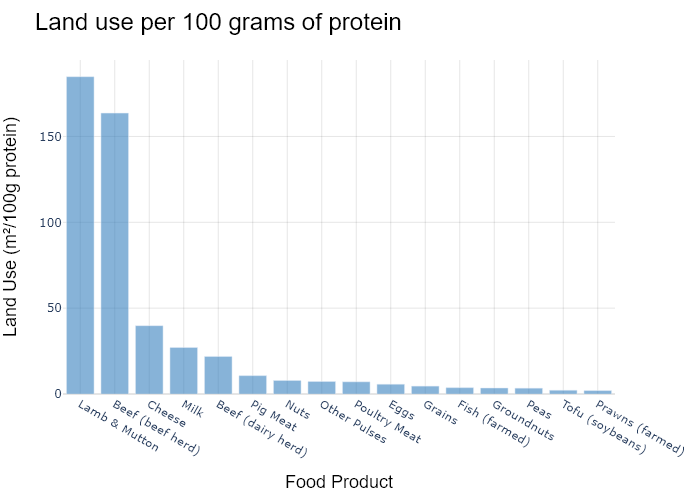 Land use per 100 grams of protein
Land Use (m²/100g protein)
150
100
50
0
Lamb & Mutton
Beef (beef herd)
Cheese
Milk
Beef (dairy herd)
Pig Meat
Nuts
Other Pulses
Poultry Meat
Eggs
Grains
Fish (farmed)
Groundnuts
Peas
Tofu (soybeans)
Prawns (farmed)
Food Product